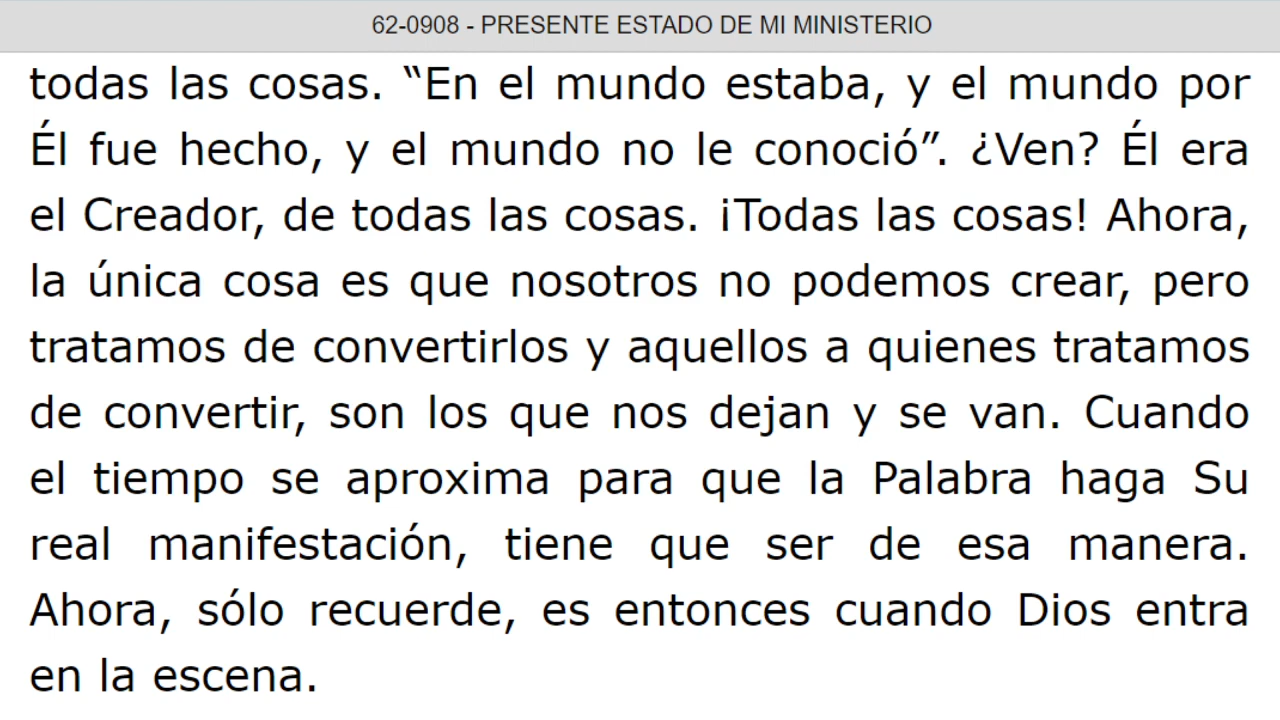 62-0908 - PRESENTE ESTADO DE MI MINISTERIO
todas las cosas. “En el mundo estaba, y el mundo por
Él fue hecho, y el mundo no le conoció”. ¿Ven? Él era
el Creador, de todas las cosas. ¡Todas las cosas! Ahora,
la única cosa es que nosotros no podemos crear, pero
tratamos de convertirlos y aquellos a quienes tratamos
de convertir, son los que nos dejan y se van. Cuando
el tiempo se aproxima para que la Palabra haga Su
real manifestación, tiene que ser de esa manera.
Ahora, sólo recuerde, es entonces cuando Dios entra
en la escena.